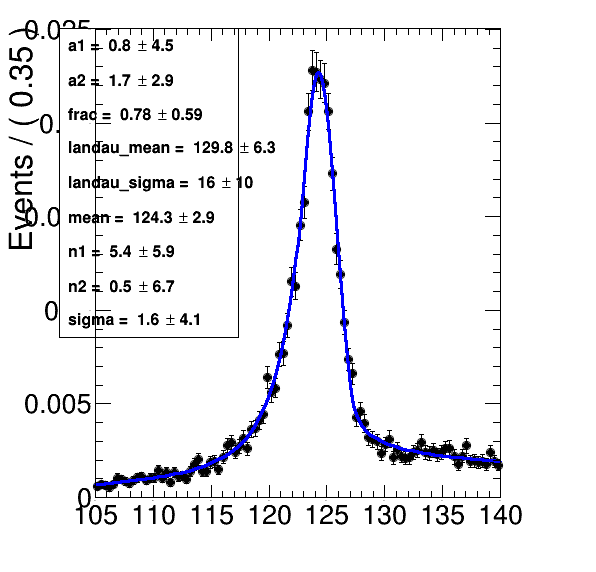 0.025
Events / ( 0.35 )
a1 = 0.8 ± 4.5
a2 = 1.7 ± 2.9
frac = 0.78 ± 0.59
landau_mean = 129.8 ± 6.3
landau_sigma = 16 ± 10
mean = 124.3 ± 2.9
n1 = 5.4 ± 5.9
n2 = 0.5 ± 6.7
sigma = 1.6 ± 4.1
0.005
0
105 110 115 120 125 130 135 140